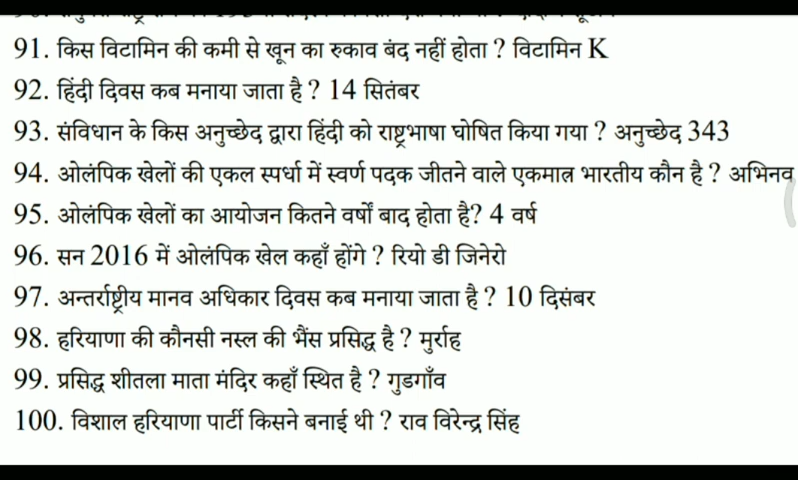 91. किस विटामिन की कमी से खून का रुकाव बंद नहीं होता ? विटामिन K
92. हिंदी दिवस कब मनाया जाता है ? 14 सितंबर
93. संविधान के किस अनुच्छेद द्वारा हिंदी को राष्ट्रभाषा घोषित किया गया ? अनुच्छेद 343
94. ओलंपिक खेलों की एकल स्पर्धा में स्वर्ण पदक जीतने वाले एकमात्र भारतीय कौन है ? अभिनव
95. ओलंपिक खेलों का आयोजन कितने वर्षों बाद होता है? 4 वर्ष
96. सन 2016 में ओलंपिक खेल कहाँ होंगे ? रियो डी जिनेरो
97. अन्तर्राष्ट्रीय मानव अधिकार दिवस कब मनाया जाता है ? 10 दिसंबर
98. हरियाणा की कौनसी नस्ल की भैंस प्रसिद्ध है ? मुर्राह
99. प्रसिद्ध शीतला माता मंदिर कहाँ स्थित है ? गुडगाँव
100. विशाल हरियाणा पार्टी किसने बनाई थी ? राव विरेन्द्र सिंह